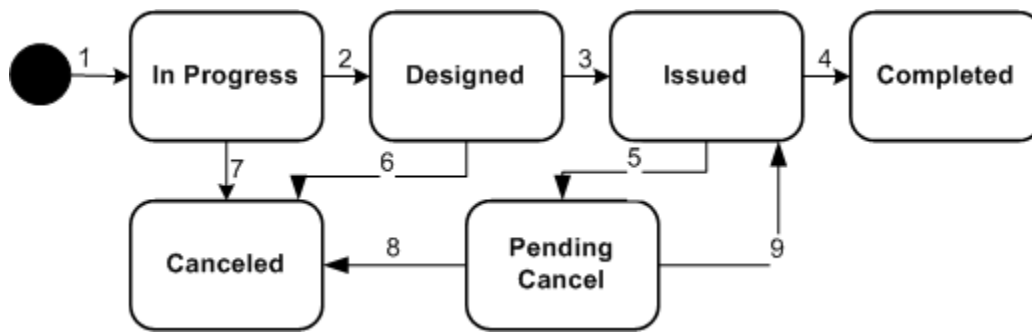 1
In Progress
2
Designed
3
Issued
4
Completed
7
6
5
Canceled
8
Pending
Cancel
9